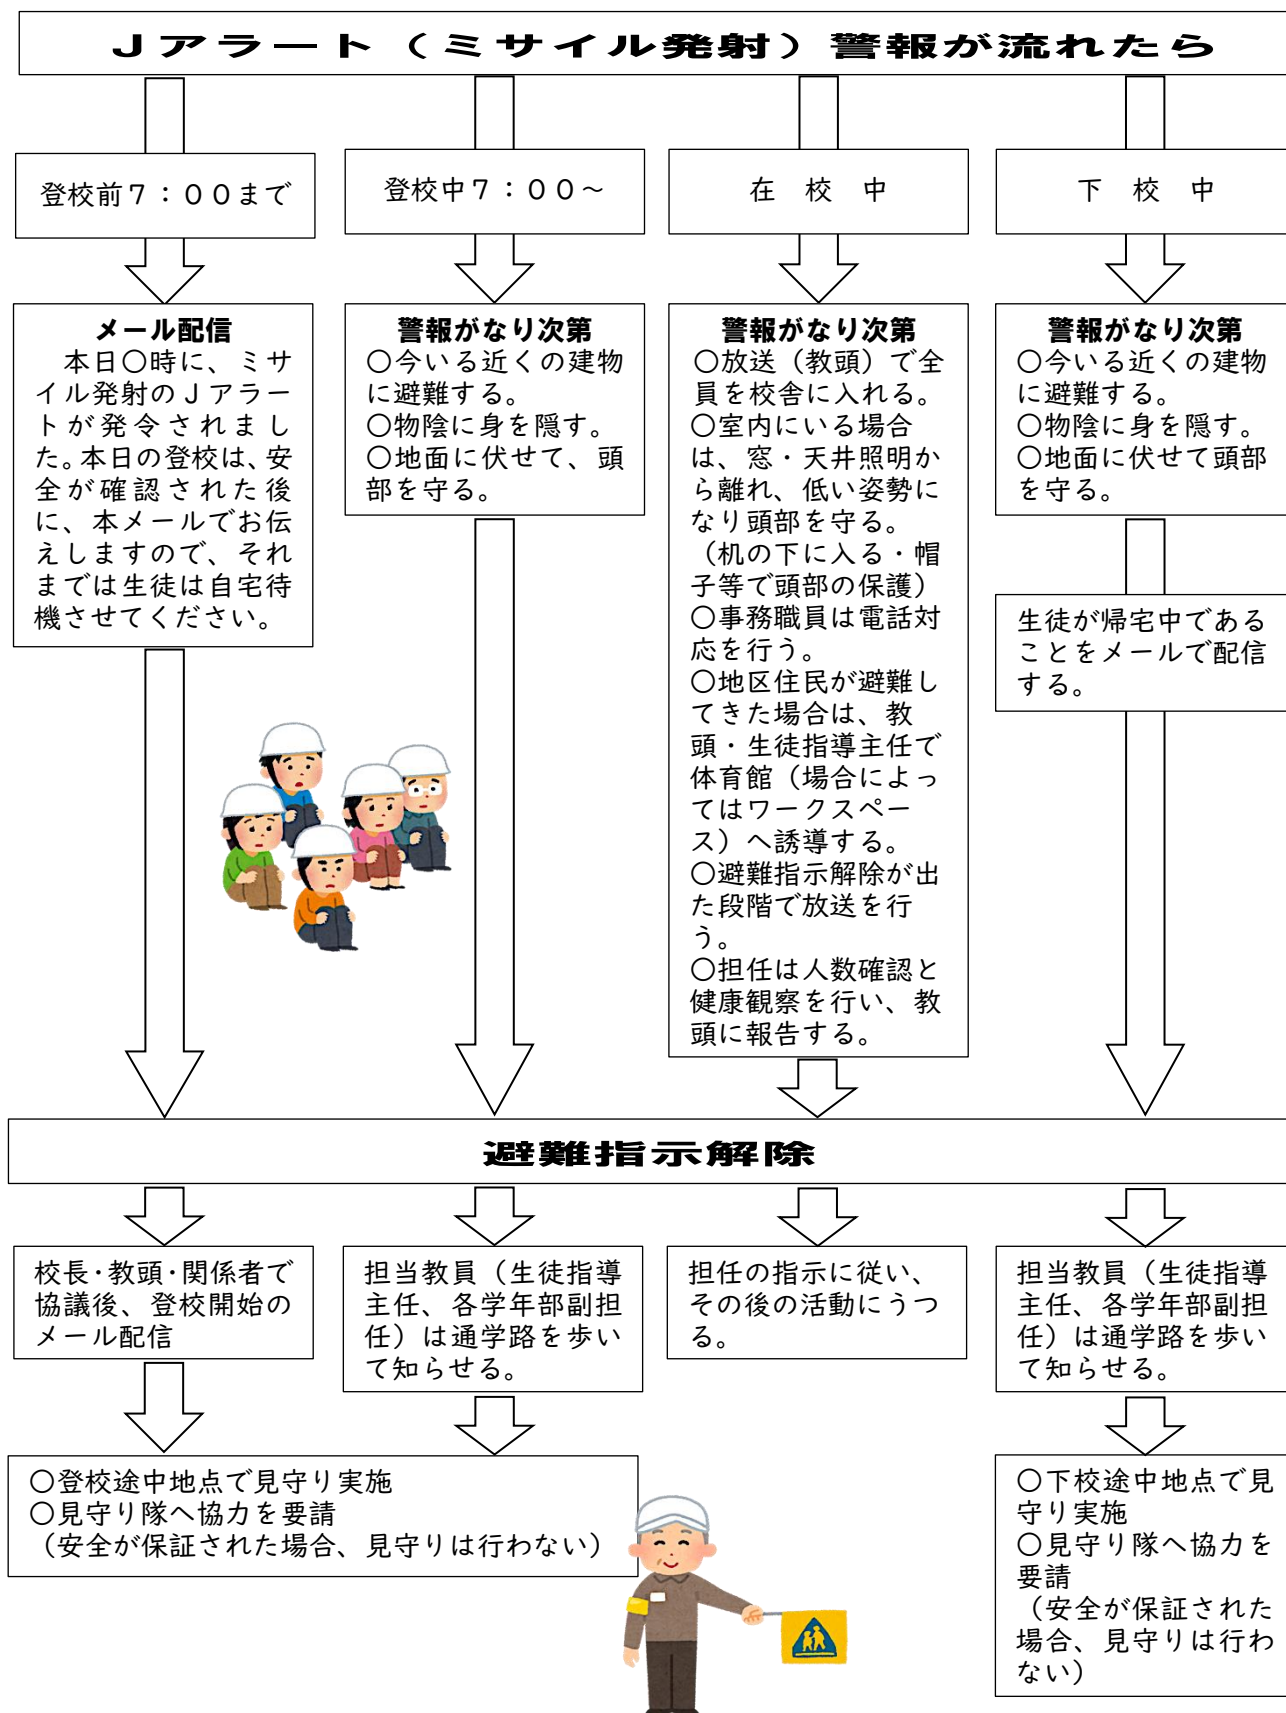 Jアラート（ミサイル発射）警報が流れたら
登校前７：００まで
登校中７：００～
在　校　中
下　校　中
メール配信
本日〇時に、ミサ
イル発射のＪアラー
トが発令されまし
た。本日の登校は、安
全が確認された後
に、本メールでお伝
えしますので、それ
までは生徒は自宅待
機させてください。
警報がなり次第
〇今いる近くの建物
に避難する。
〇物陰に身を隠す。
〇地面に伏せて、頭
部を守る。
警報がなり次第
〇放送（教頭）で全
員を校舎に入れる。
〇室内にいる場合
は、窓・天井照明か
ら離れ、低い姿勢に
なり頭部を守る。
（机の下に入る・帽
子等で頭部の保護）
〇事務職員は電話対
応を行う。
〇地区住民が避難し
てきた場合は、教
頭・生徒指導主任で
体育館（場合によっ
てはワークスペー
ス）へ誘導する。
〇避難指示解除が出
た段階で放送を行
う。
〇担任は人数確認と
健康観察を行い、教
頭に報告する。
警報がなり次第
〇今いる近くの建物
に避難する。
〇物陰に身を隠す。
〇地面に伏せて頭部
を守る。
生徒が帰宅中である
ことをメールで配信
する。
避難指示解除
校長・教頭・関係者で
協議後、登校開始の
メール配信
担当教員（生徒指導
主任、各学年部副担
任）は通学路を歩い
て知らせる。
担任の指示に従い、
その後の活動にうつ
る。
担当教員（生徒指導
主任、各学年部副担
任）は通学路を歩い
て知らせる。
〇登校途中地点で見守り実施
〇見守り隊へ協力を要請
（安全が保証された場合、見守りは行わない）
〇下校途中地点で見
守り実施
〇見守り隊へ協力を
要請
（安全が保証された
場合、見守りは行わ
ない）